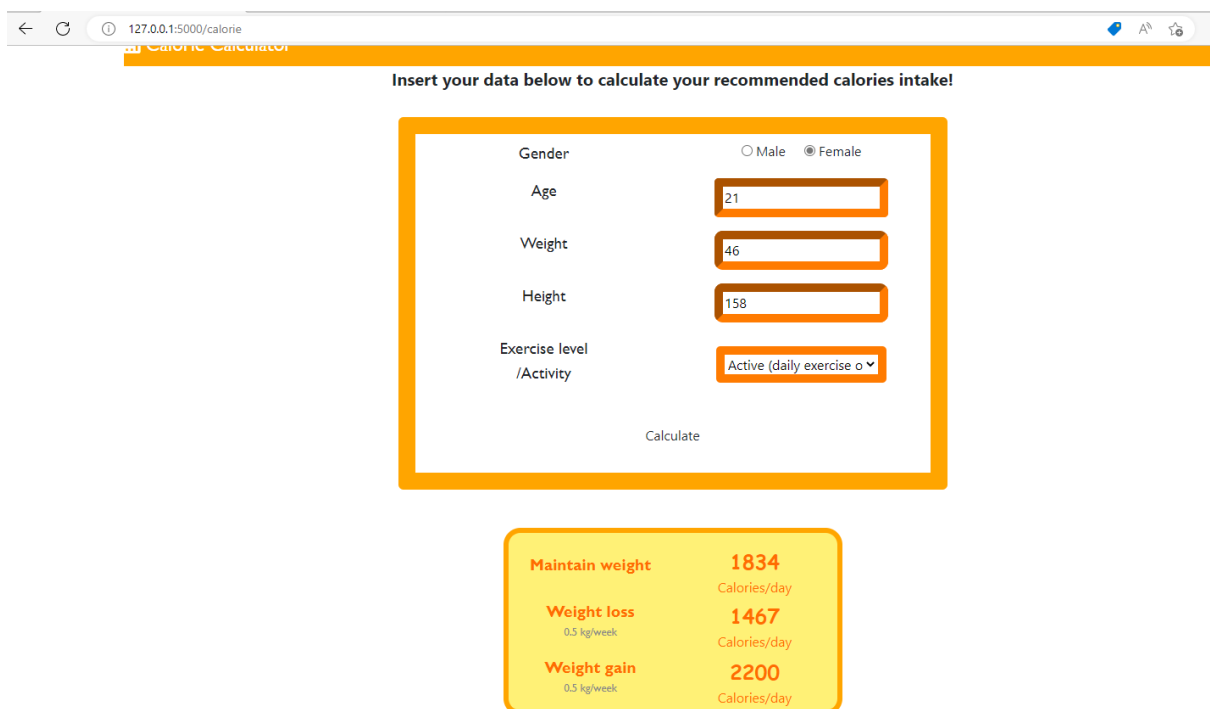 127.0.0.1:5000/calorie
Calorie Calculator
Insert your data below to calculate your recommended calories intake!
Gender Male Female
Age 21
Weight 46
Height 158
Exercise level
/Activity Active (daily exercise o
Calculate
Maintain weight 1834
Calories/day
Weight loss 1467
0.5 kg/week Calories/day
Weight gain 2200
0.5 kg/week Calories/day